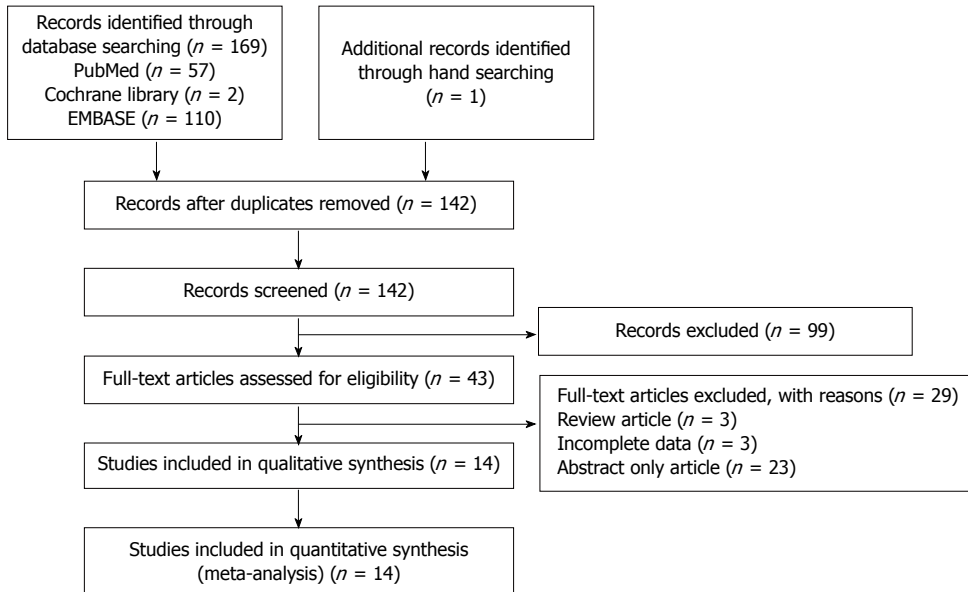 Records identified through
database searching (n = 169)
PubMed (n = 57)
Cochrane library (n = 2)
EMBASE (n = 110)
Additional records identified
through hand searching
(n = 1)
Records after duplicates removed (n = 142)
Records screened (n = 142)
Records excluded (n = 99)
Full-text articles assessed for eligibility (n = 43)
Full-text articles excluded, with reasons (n = 29)
Review article (n = 3)
Incomplete data (n = 3)
Abstract only article (n = 23)
Studies included in qualitative synthesis (n = 14)
Studies included in quantitative synthesis
(meta-analysis) (n = 14)